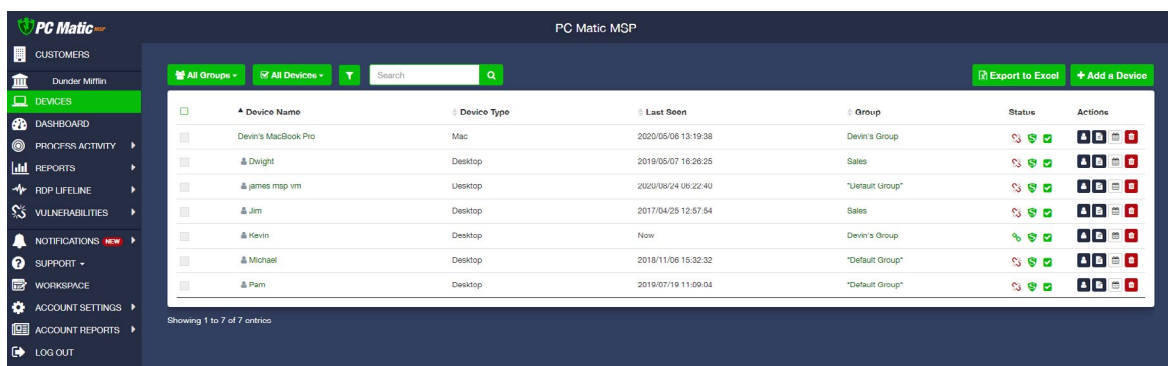 PC Matic MSP
PC Matic MSP
CUSTOMERS
Dunder Mifflin
DEVICES
DASHBOARD
PROCESS ACTIVITY
REPORTS
RDP LIFELINE
VULNERABILITIES
NOTIFICATIONS NEW
SUPPORT
WORKSPACE
ACCOUNT SETTINGS
ACCOUNT REPORTS
LOG OUT
All Groups All Devices Search Export to Excel + Add a Device
Device Name Device Type Last Seen Group Status Actions
Devin's MacBook Pro Mac 2020/05/06 13:19:38 Devin's Group
Dwight Desktop 2019/05/07 16:26:25 Sales
james msp vm Desktop 2020/08/24 06:22:40 *Default Group*
Jim Desktop 2017/04/25 12:57:54 Sales
Kevin Desktop Now Devin's Group
Michael Desktop 2018/11/06 15:32:32 *Default Group*
Pam Desktop 2019/07/19 11:09:04 *Default Group*
Showing 1 to 7 of 7 entries